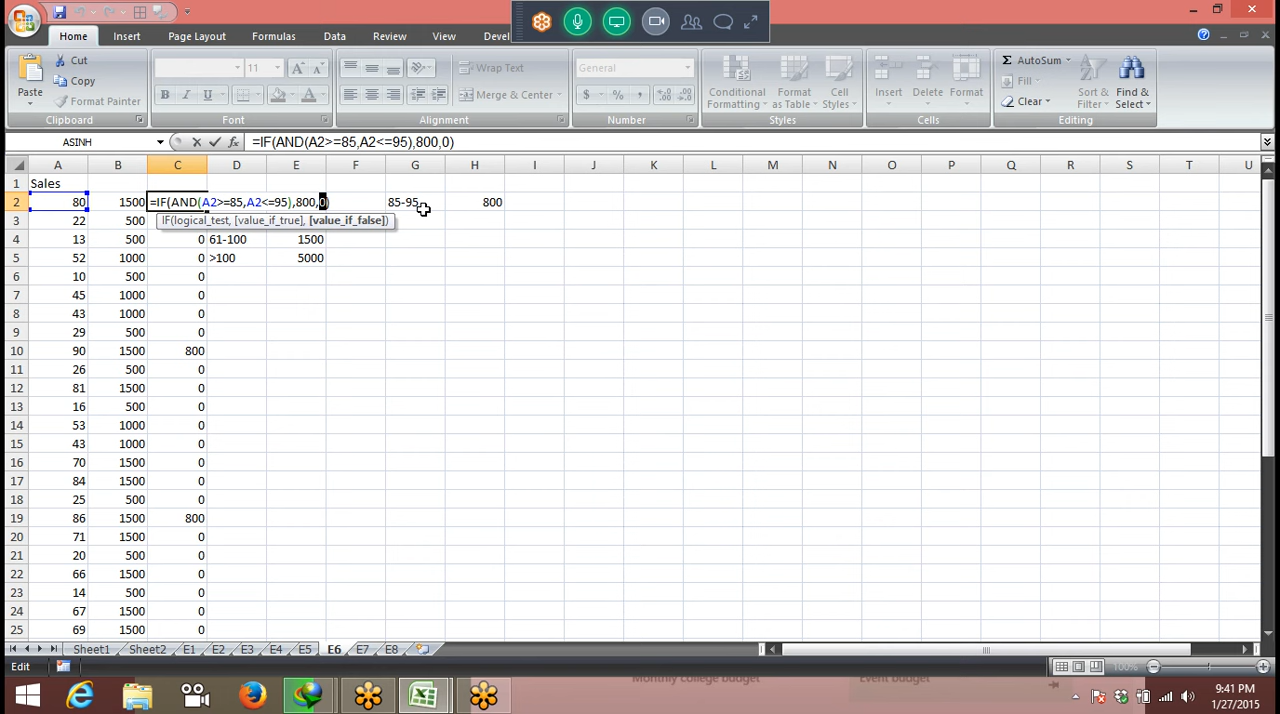 Home Insert Page Layout Formulas Data Review View Devel
Paste Cut Copy Format Painter Clipboard
11 A A B I U A Font
Wrap Text Merge & Center Alignment
General $ % , Number
Conditional Formatting Format as Table Cell Styles Styles
Insert Delete Format Cells
Σ AutoSum Fill Clear Sort & Filter Find & Select Editing
ASINH fx =IF(AND(A2>=85,A2<=95),800,0)
A B C D E F G H I J K L M N O P Q R S T U
1 Sales
2 80 1500 =IF(AND(A2>=85,A2<=95),800,0) 85-95 800
IF(logical_test, [value_if_true], [value_if_false])
3 22 500
4 13 500 0 61-100 1500
5 52 1000 0 >100 5000
6 10 500 0
7 45 1000 0
8 43 1000 0
9 29 500 0
10 90 1500 800
11 26 500 0
12 81 1500 0
13 16 500 0
14 53 1000 0
15 43 1000 0
16 70 1500 0
17 84 1500 0
18 25 500 0
19 86 1500 800
20 71 1500 0
21 20 500 0
22 66 1500 0
23 14 500 0
24 67 1500 0
25 69 1500 0
Sheet1 Sheet2 E1 E2 E3 E4 E5 E6 E7 E8
Edit 100%
Monthly college budget Event budget
9:41 PM
1/27/2015